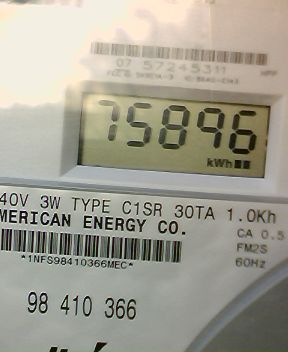 07 57245311
75896
kWh
40V 3W TYPE C1SR 30TA 1.0Kh
MERICAN ENERGY CO.
CA 0.5
*1NFS98410366MEC*
FM2S
60Hz
98 410 366